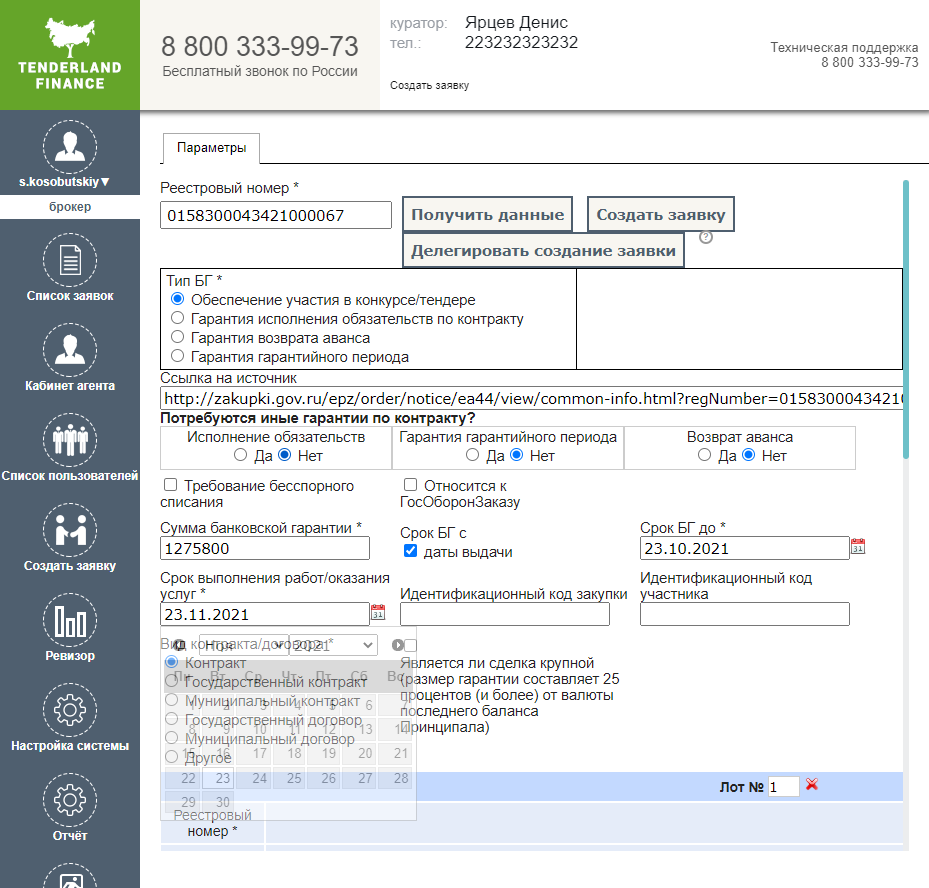 TENDERLAND
FINANCE
8 800 333-99-73
Бесплатный звонок по России
куратор: Ярцев Денис
тел.: 223232323232
Создать заявку
Техническая поддержка
8 800 333-99-73
s.kosobutskiy▼
брокер
Список заявок
Кабинет агента
Список пользователей
Создать заявку
Ревизор
Настройка системы
Отчёт
Параметры
Реестровый номер *
0158300043421000067
Получить данные
Создать заявку
Делегировать создание заявки
?
Тип БГ *
Обеспечение участия в конкурсе/тендере
Гарантия исполнения обязательств по контракту
Гарантия возврата аванса
Гарантия гарантийного периода
Ссылка на источник
http://zakupki.gov.ru/epz/order/notice/ea44/view/common-info.html?regNumber=0158300043421
Потребуются иные гарантии по контракту?
Исполнение обязательств
Да Нет
Гарантия гарантийного периода
Да Нет
Возврат аванса
Да Нет
Требование бесспорного
списания
Относится к
ГосОборонЗаказу
Сумма банковской гарантии *
1275800
Срок БГ с
даты выдачи
Срок БГ до *
23.10.2021
31
Срок выполнения работ/оказания
услуг *
23.11.2021
31
Идентификационный код закупки
Идентификационный код
участника
Вид контракта/договора *
Ноя 2021
Контракт
Государственный контракт
Муниципальный контракт
Государственный договор
Муниципальный договор
Другое
Пн Вт Ср Чт Пт Сб Вс
1 2 3 4 5 6 7
8 9 10 11 12 13 14
15 16 17 18 19 20 21
22 23 24 25 26 27 28
29 30
Является ли сделка крупной
(размер гарантии составляет 25
процентов (и более) от валюты
последнего баланса
Принципала)
Лот № 1
Реестровый
номер *